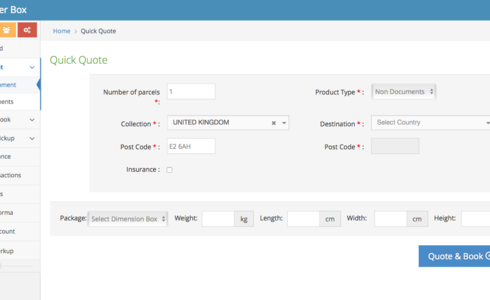 er Box
Home > Quick Quote
Quick Quote
Number of parcels *: 1 Product Type * : Non Documents
Collection * : UNITED KINGDOM × Destination * : Select Country
Post Code * : E2 6AH Post Code * :
Insurance :
Package: Select Dimension Box Weight: kg Length: cm Width: cm Height:
Quote & Book
d
t
ment
ents
ook
ickup
nce
sactions
s
orma
count
rkup